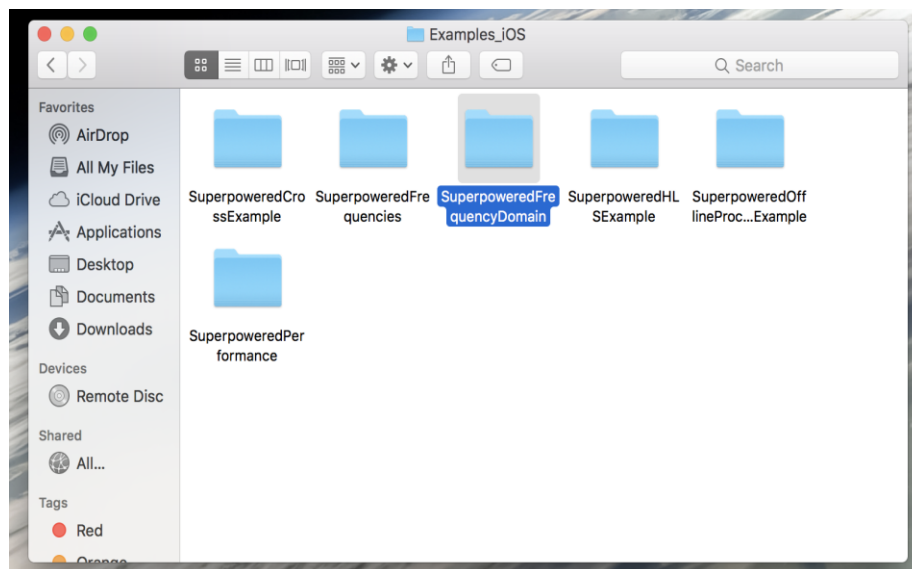 Examples_iOS
Search
Favorites
AirDrop
All My Files
iCloud Drive
Applications
Desktop
Documents
Downloads
Devices
Remote Disc
Shared
All...
Tags
Red
Orange
SuperpoweredCro
ssExample
SuperpoweredFre
quencies
SuperpoweredFre
quencyDomain
SuperpoweredHL
SExample
SuperpoweredOff
lineProc...Example
SuperpoweredPer
formance